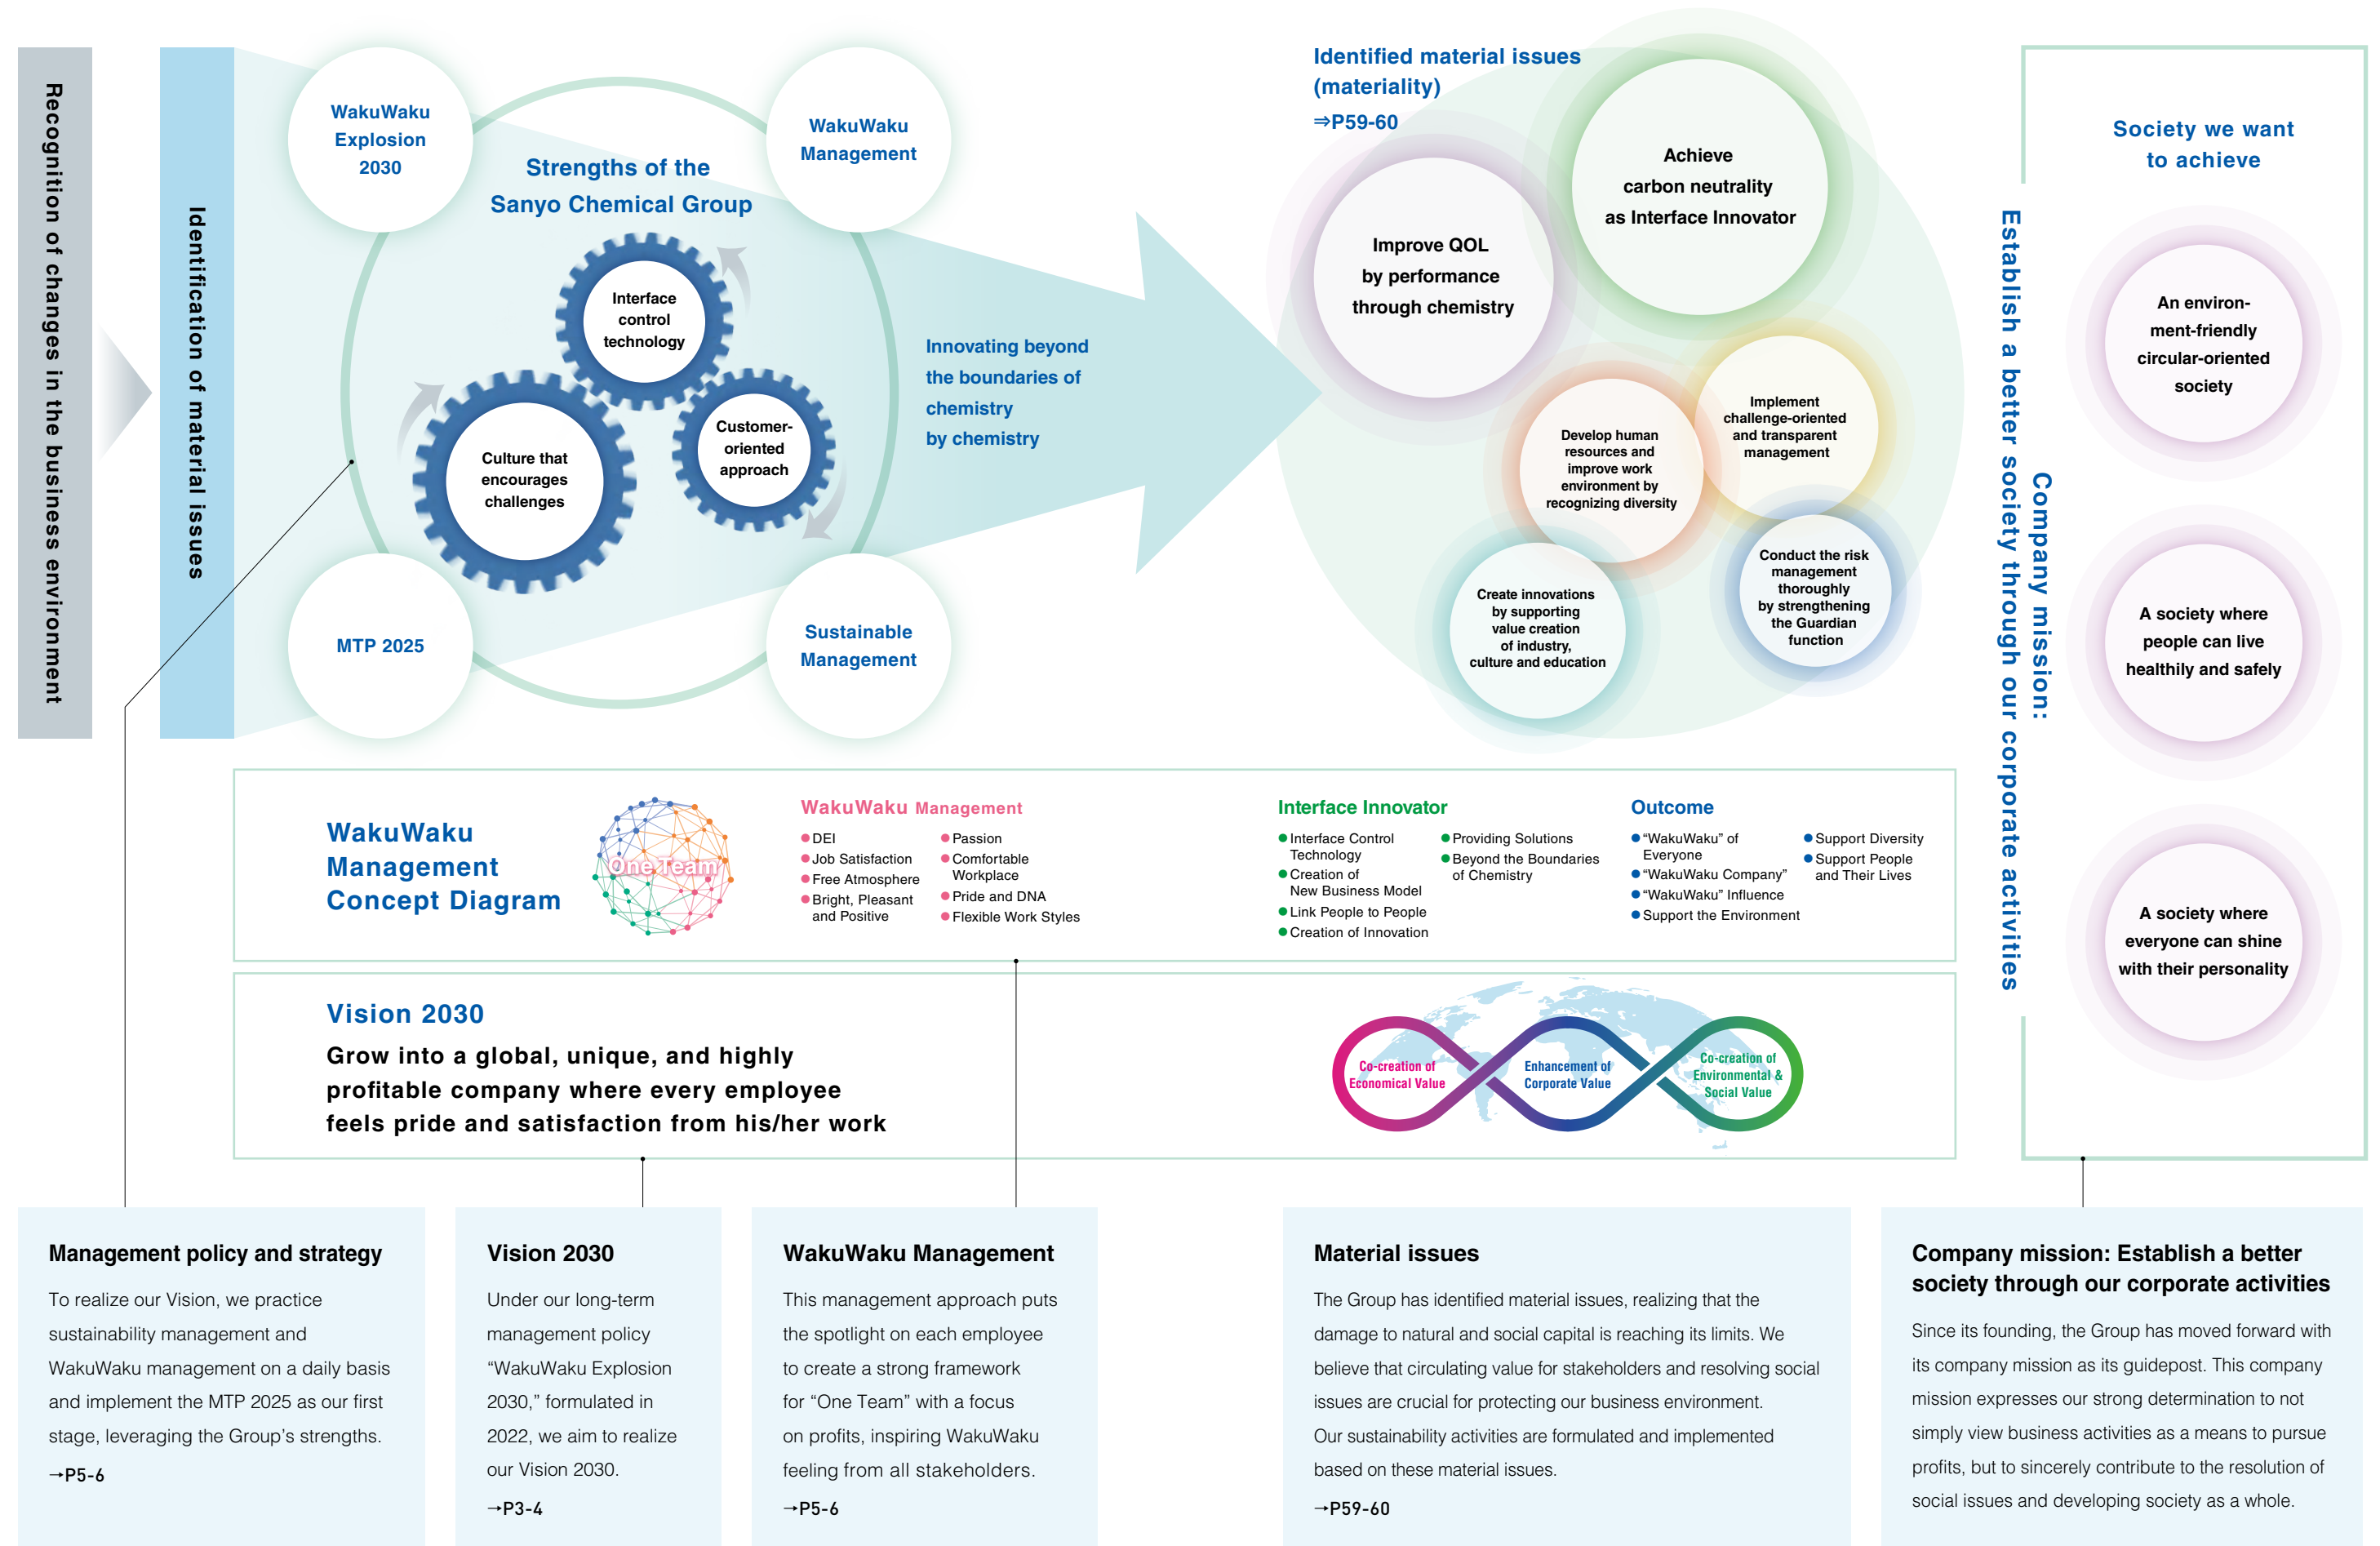 Recognition of changes in the business environment
Identification of material issues
WakuWaku
Explosion
2030
WakuWaku
Management
Strengths of the
Sanyo Chemical Group
Interface
control
technology
Culture that
encourages
challenges
Customer-
oriented
approach
MTP 2025
Sustainable
Management
Innovating beyond
the boundaries of
chemistry
by chemistry
Identified material issues
(materiality)
⇒P59-60
Improve QOL
by performance
through chemistry
Achieve
carbon neutrality
as Interface Innovator
Develop human
resources and
improve work
environment by
recognizing diversity
Implement
challenge-oriented
and transparent
management
Create innovations
by supporting
value creation
of industry,
culture and education
Conduct the risk
management
thoroughly
by strengthening
the Guardian
function
Company mission:
Establish a better society through our corporate activities
Society we want
to achieve
An environ-
ment-friendly
circular-oriented
society
A society where
people can live
healthily and safely
A society where
everyone can shine
with their personality
WakuWaku
Management
Concept Diagram
One Team
WakuWaku Management
●DEI
●Job Satisfaction
●Free Atmosphere
●Bright, Pleasant
and Positive
●Passion
●Comfortable
Workplace
●Pride and DNA
●Flexible Work Styles
Interface Innovator
●Interface Control
Technology
●Creation of
New Business Model
●Link People to People
●Creation of Innovation
●Providing Solutions
●Beyond the Boundaries
of Chemistry
Outcome
●“WakuWaku” of
Everyone
●“WakuWaku Company”
●“WakuWaku” Influence
●Support the Environment
●Support Diversity
●Support People
and Their Lives
Vision 2030
Grow into a global, unique, and highly
profitable company where every employee
feels pride and satisfaction from his/her work
Co-creation of
Economical Value
Enhancement of
Corporate Value
Co-creation of
Environmental &
Social Value
Management policy and strategy
To realize our Vision, we practice
sustainability management and
WakuWaku management on a daily basis
and implement the MTP 2025 as our first
stage, leveraging the Group’s strengths.
→P5-6
Vision 2030
Under our long-term
management policy
“WakuWaku Explosion
2030,” formulated in
2022, we aim to realize
our Vision 2030.
→P3-4
WakuWaku Management
This management approach puts
the spotlight on each employee
to create a strong framework
for “One Team” with a focus
on profits, inspiring WakuWaku
feeling from all stakeholders.
→P5-6
Material issues
The Group has identified material issues, realizing that the
damage to natural and social capital is reaching its limits. We
believe that circulating value for stakeholders and resolving social
issues are crucial for protecting our business environment.
Our sustainability activities are formulated and implemented
based on these material issues.
→P59-60
Company mission: Establish a better
society through our corporate activities
Since its founding, the Group has moved forward with
its company mission as its guidepost. This company
mission expresses our strong determination to not
simply view business activities as a means to pursue
profits, but to sincerely contribute to the resolution of
social issues and developing society as a whole.